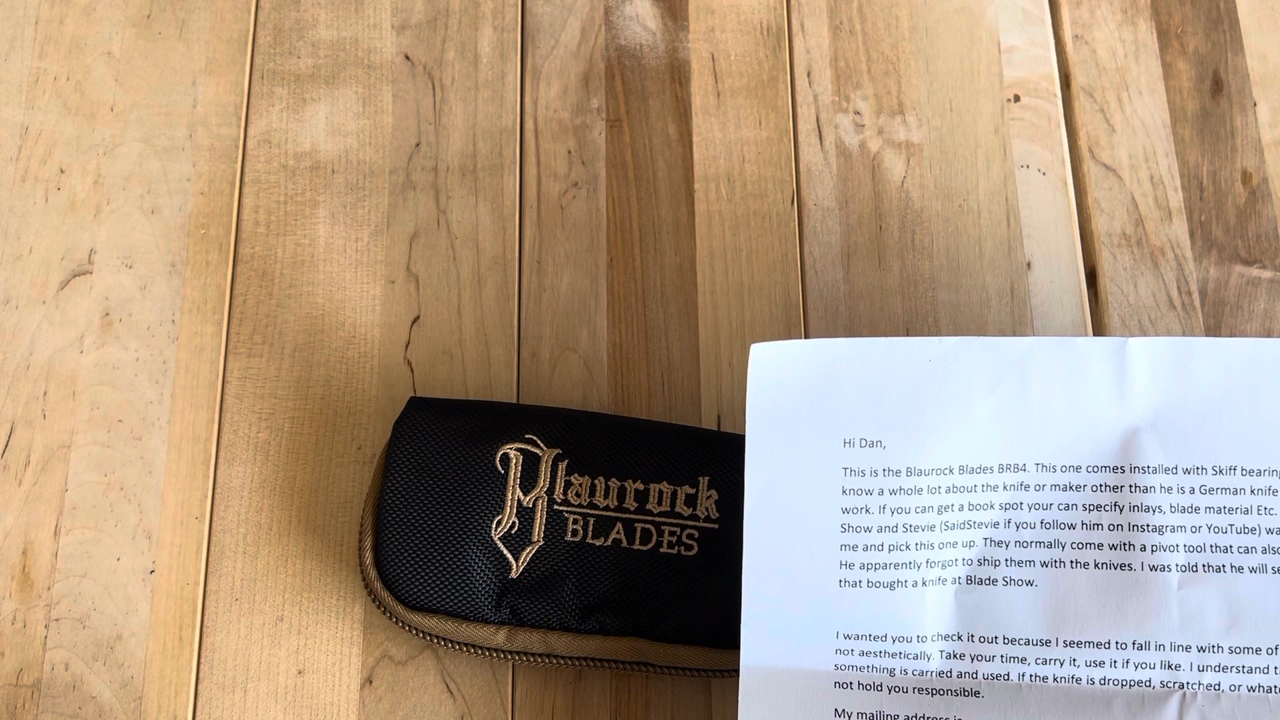 Blaurock
BLADES
Hi Dan,
This is the Blaurock Blades BRB4. This one comes installed with Skiff
know a whole lot about the knife or maker other than he is a German knife
work. If you can get a book spot your can specify inlays, blade material Etc.
Show and Stevie (SaidStevie if you follow him on Instagram or YouTube)
me and pick this one up. They normally come with a pivot tool that can
He apparently forgot to ship them with the knives. I was told that he will
that bought a knife at Blade Show.
I wanted you to check it out because I seemed to fall in line with some of
not aesthetically. Take your time, carry it, use it if you like. I understand
something is carried and used. If the knife is dropped, scratched, or
not hold you responsible.
My mailing address is